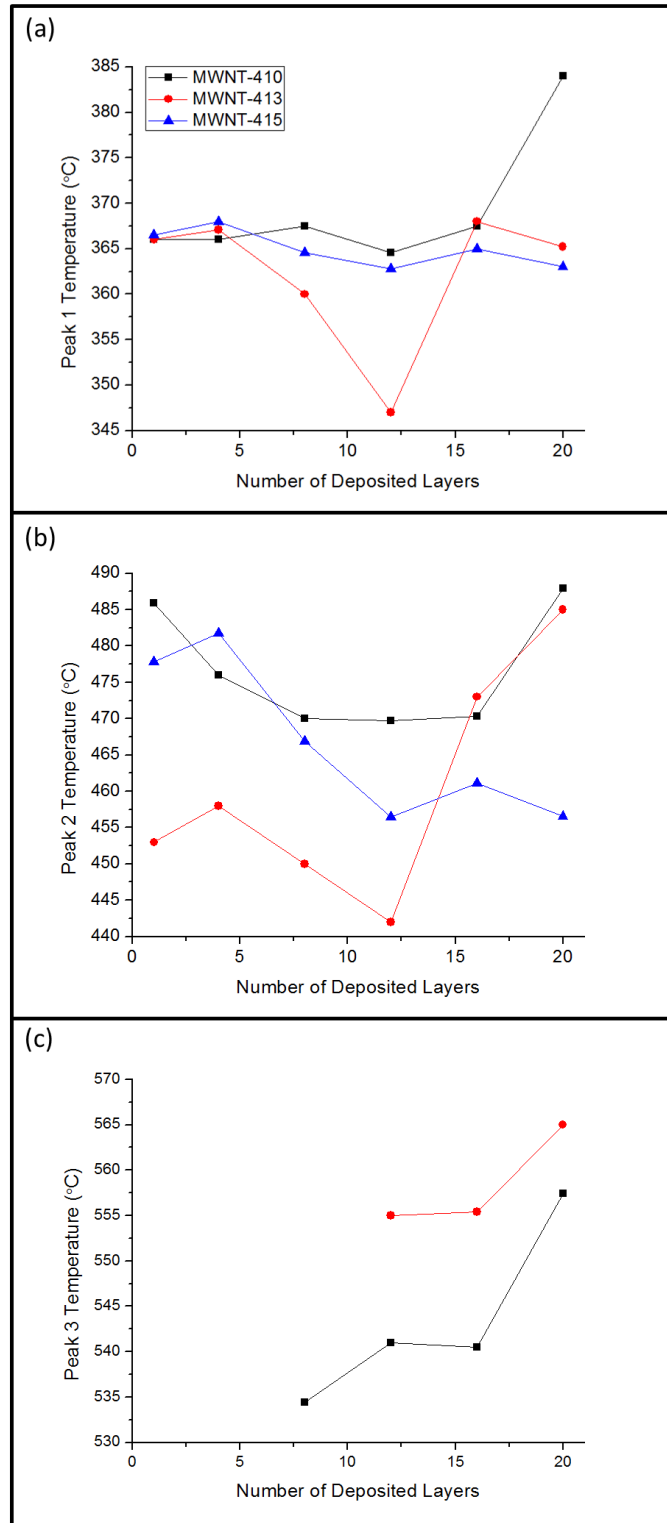 (a)
MWNT-410
MWNT-413
MWNT-415
385
380
375
370
365
360
355
350
345
Peak 1 Temperature (°C)
0 5 10 15 20
Number of Deposited Layers
(b)
490
485
480
475
470
465
460
455
450
445
440
Peak 2 Temperature (°C)
0 5 10 15 20
Number of Deposited Layers
(c)
570
565
560
555
550
545
540
535
530
Peak 3 Temperature (°C)
0 5 10 15 20
Number of Deposited Layers